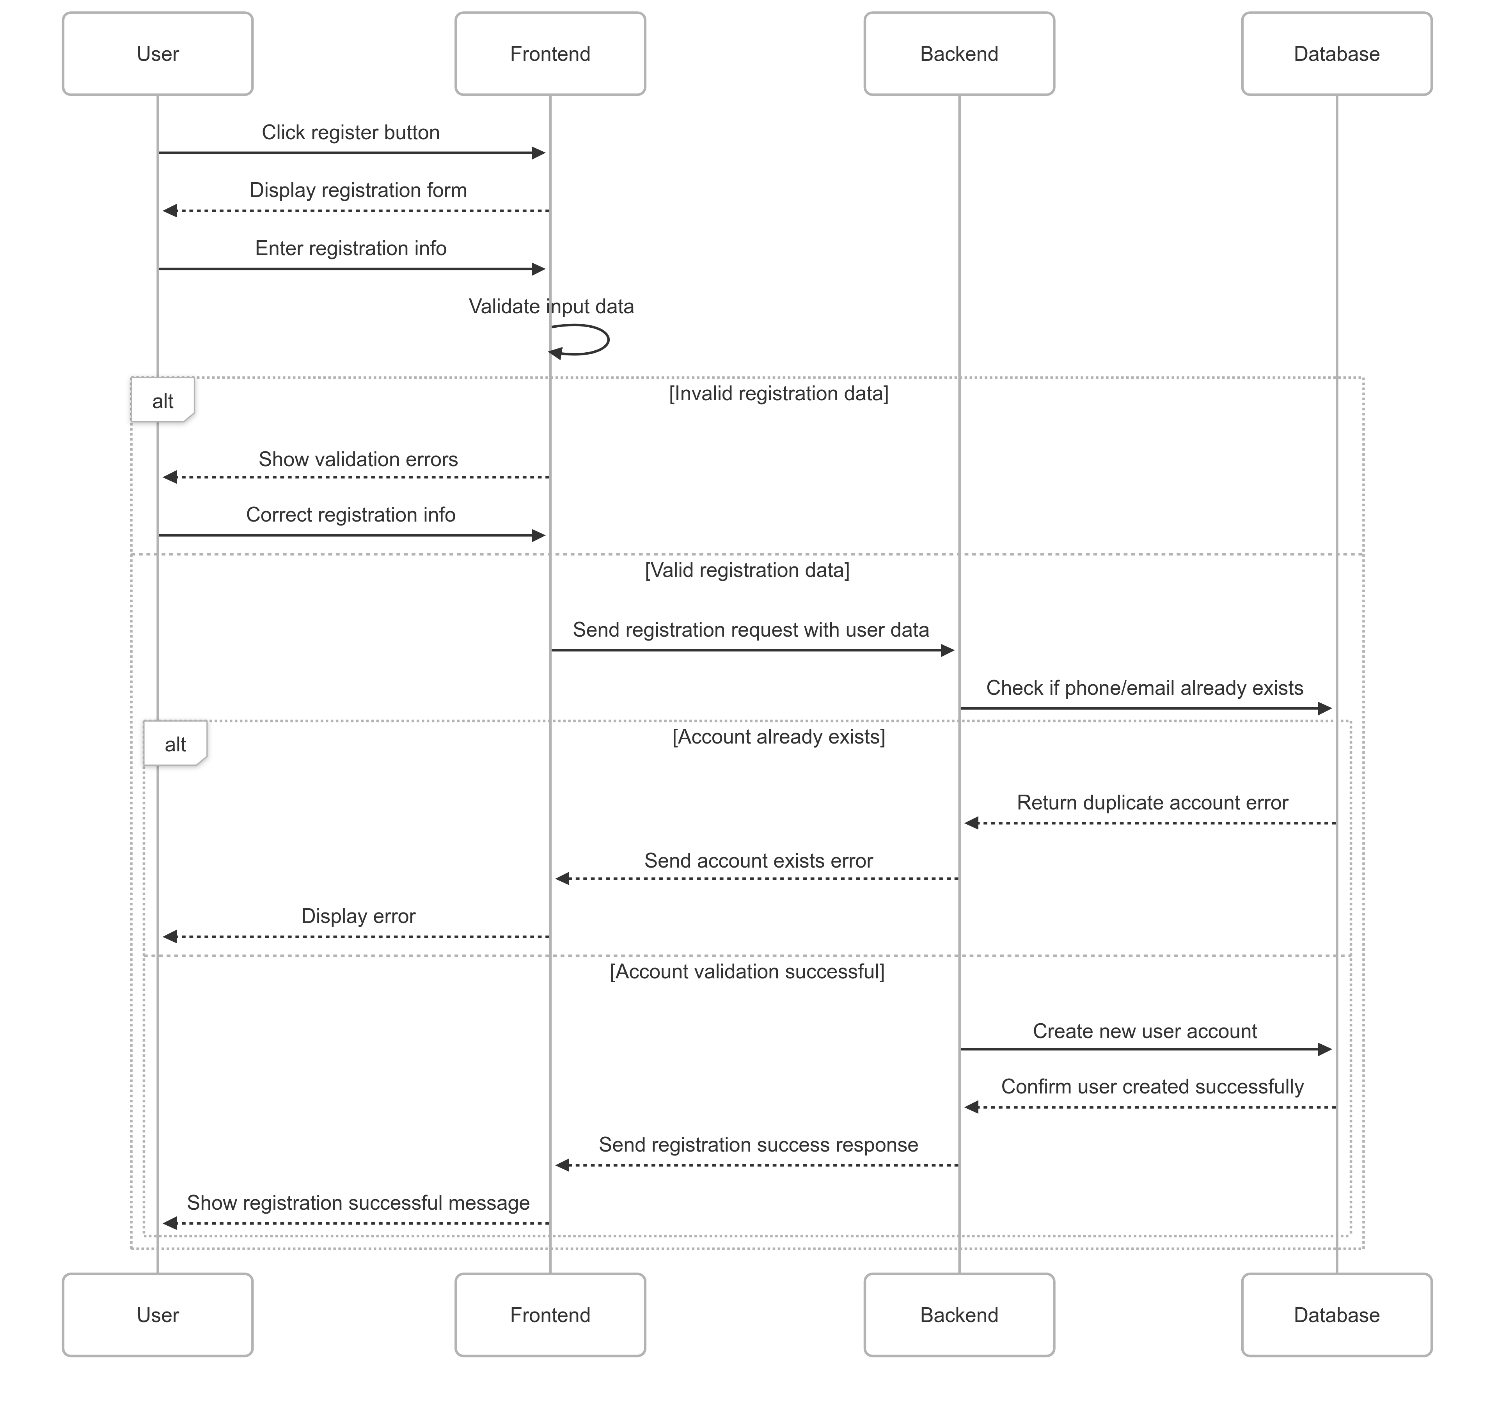 User
Frontend
Backend
Database
Click register button
Display registration form
Enter registration info
Validate input data
alt
[Invalid registration data]
Show validation errors
Correct registration info
[Valid registration data]
Send registration request with user data
Check if phone/email already exists
alt
[Account already exists]
Return duplicate account error
Send account exists error
Display error
[Account validation successful]
Create new user account
Confirm user created successfully
Send registration success response
Show registration successful message
User
Frontend
Backend
Database